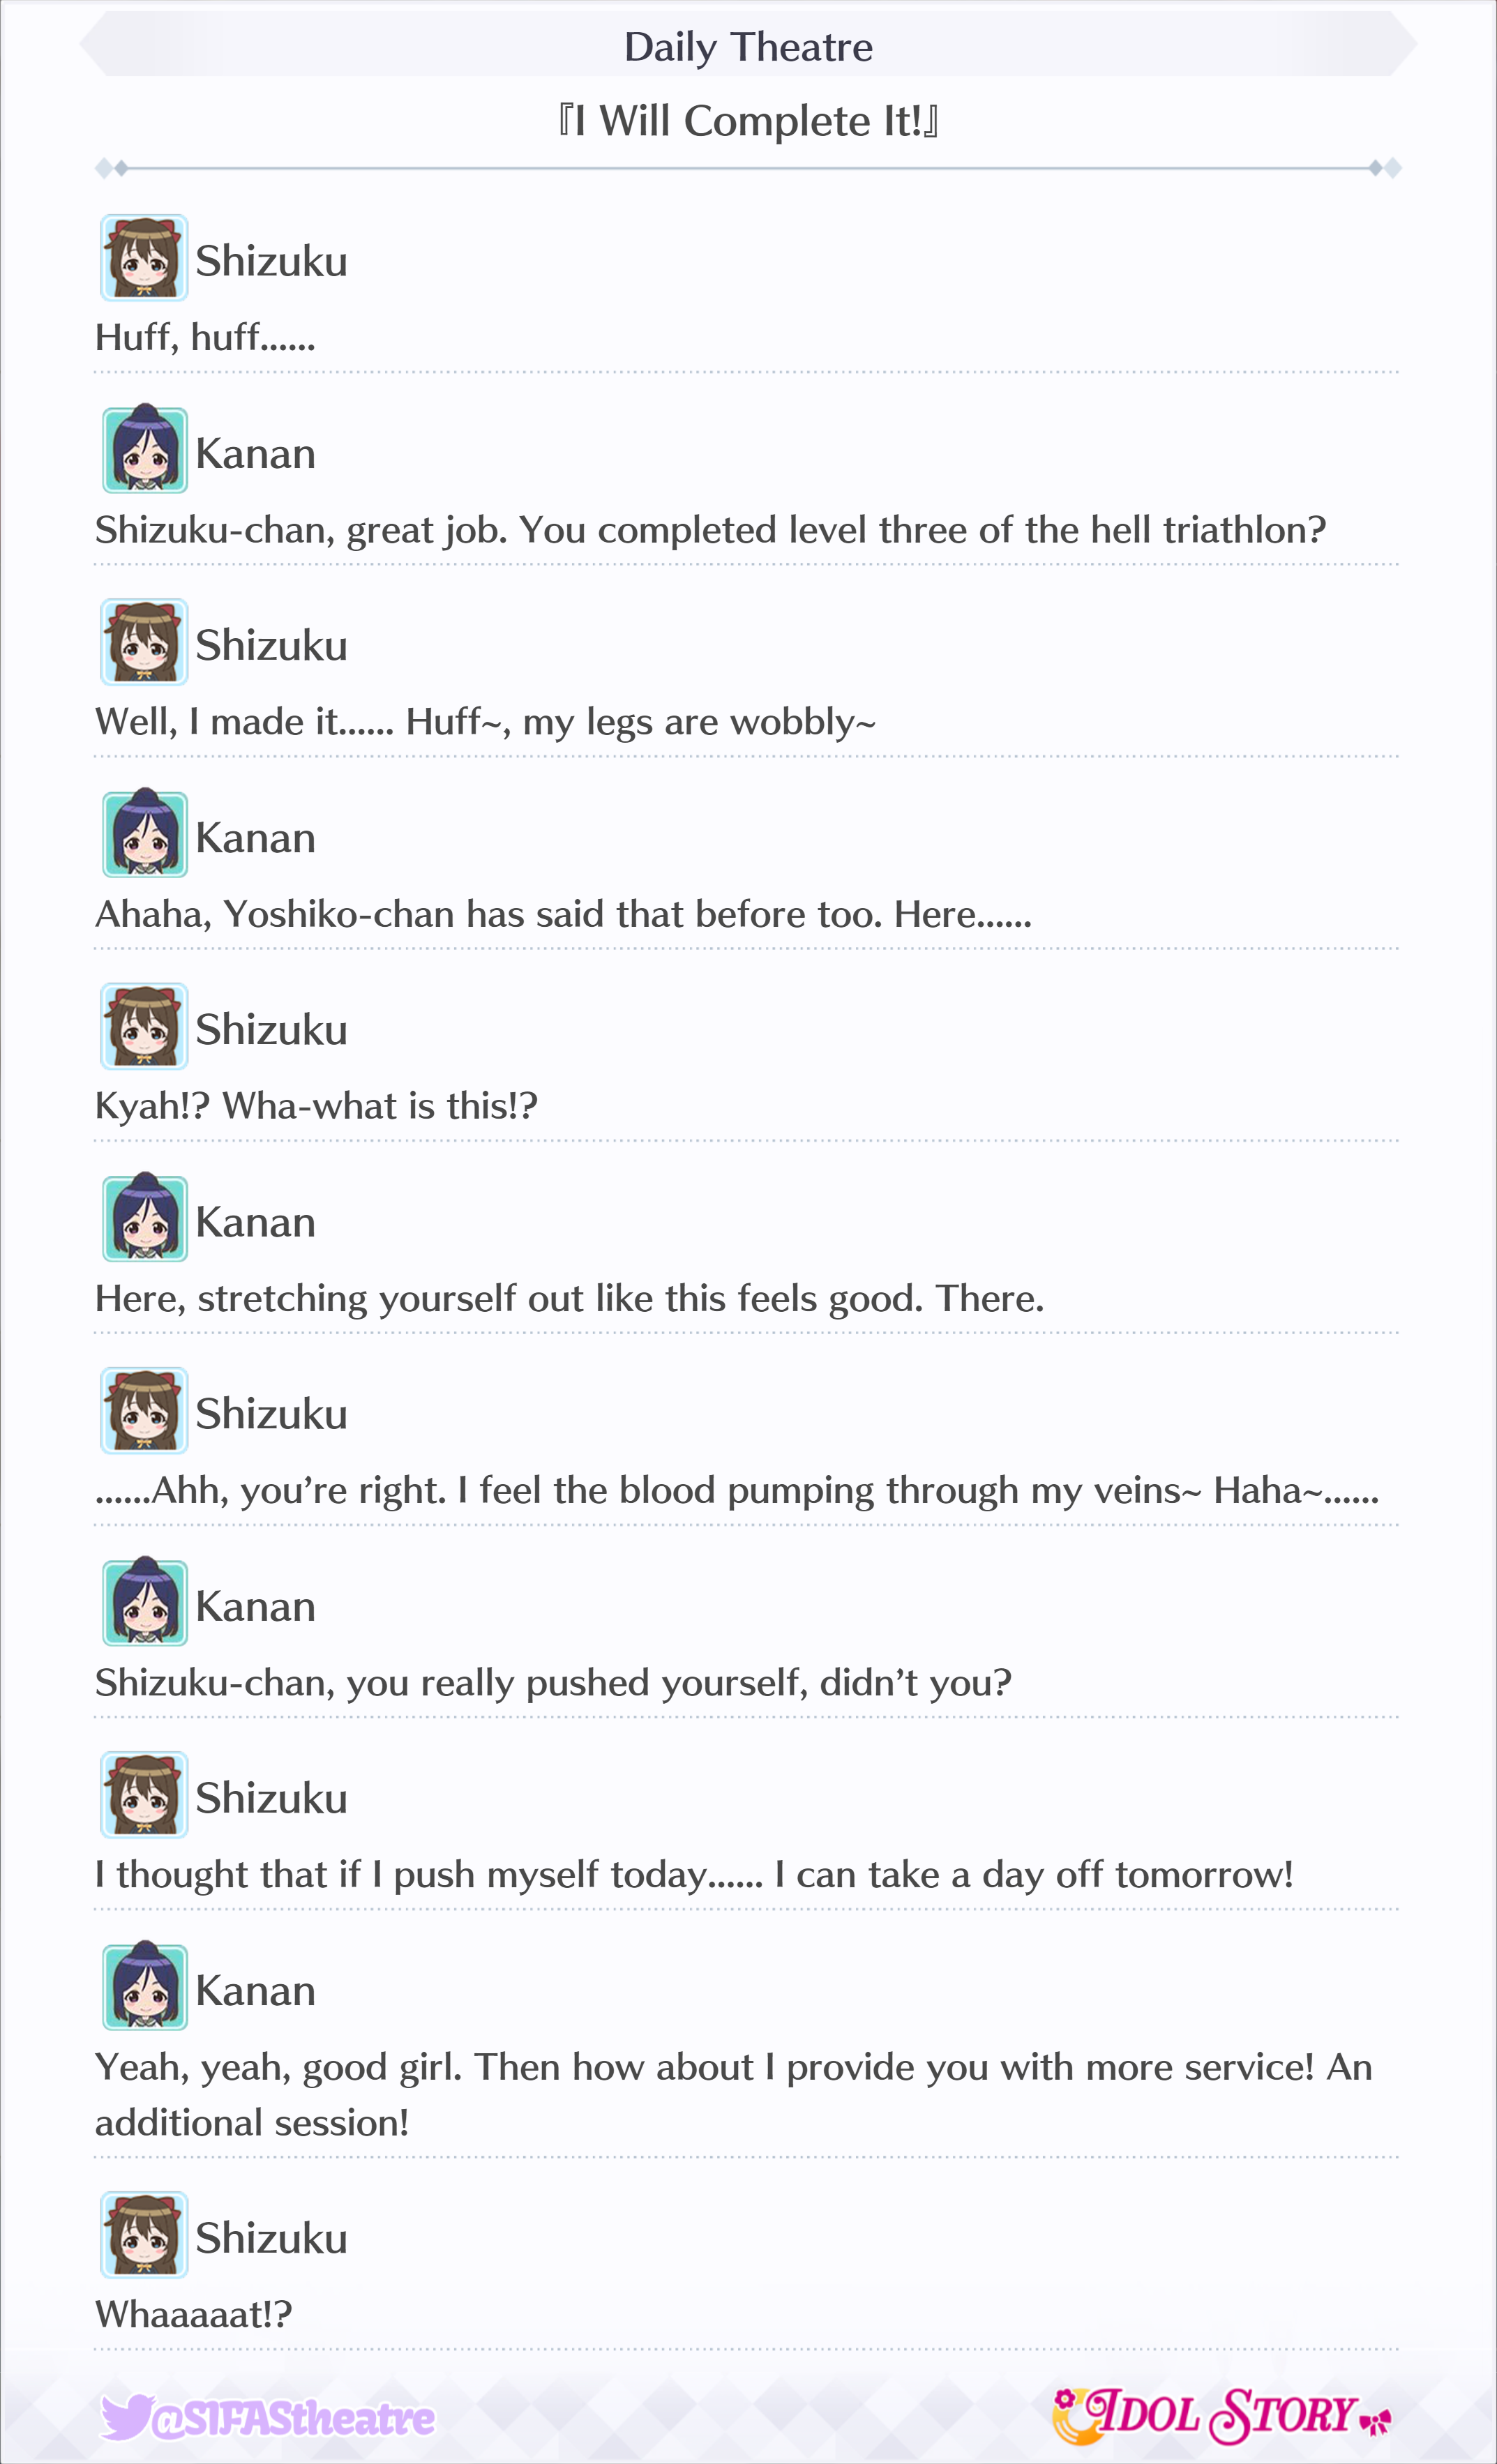 Daily Theatre
『I Will Complete It!』
Shizuku
Huff, huff......
Kanan
Shizuku-chan, great job. You completed level three of the hell triathlon?
Shizuku
Well, I made it...... Huff~, my legs are wobbly~
Kanan
Ahaha, Yoshiko-chan has said that before too. Here......
Shizuku
Kyah!? Wha-what is this!?
Kanan
Here, stretching yourself out like this feels good. There.
Shizuku
......Ahh, you’re right. I feel the blood pumping through my veins~ Haha~......
Kanan
Shizuku-chan, you really pushed yourself, didn’t you?
Shizuku
I thought that if I push myself today...... I can take a day off tomorrow!
Kanan
Yeah, yeah, good girl. Then how about I provide you with more service! An
additional session!
Shizuku
Whaaaaat!?
@SIFAStheatre
IDOL STORY